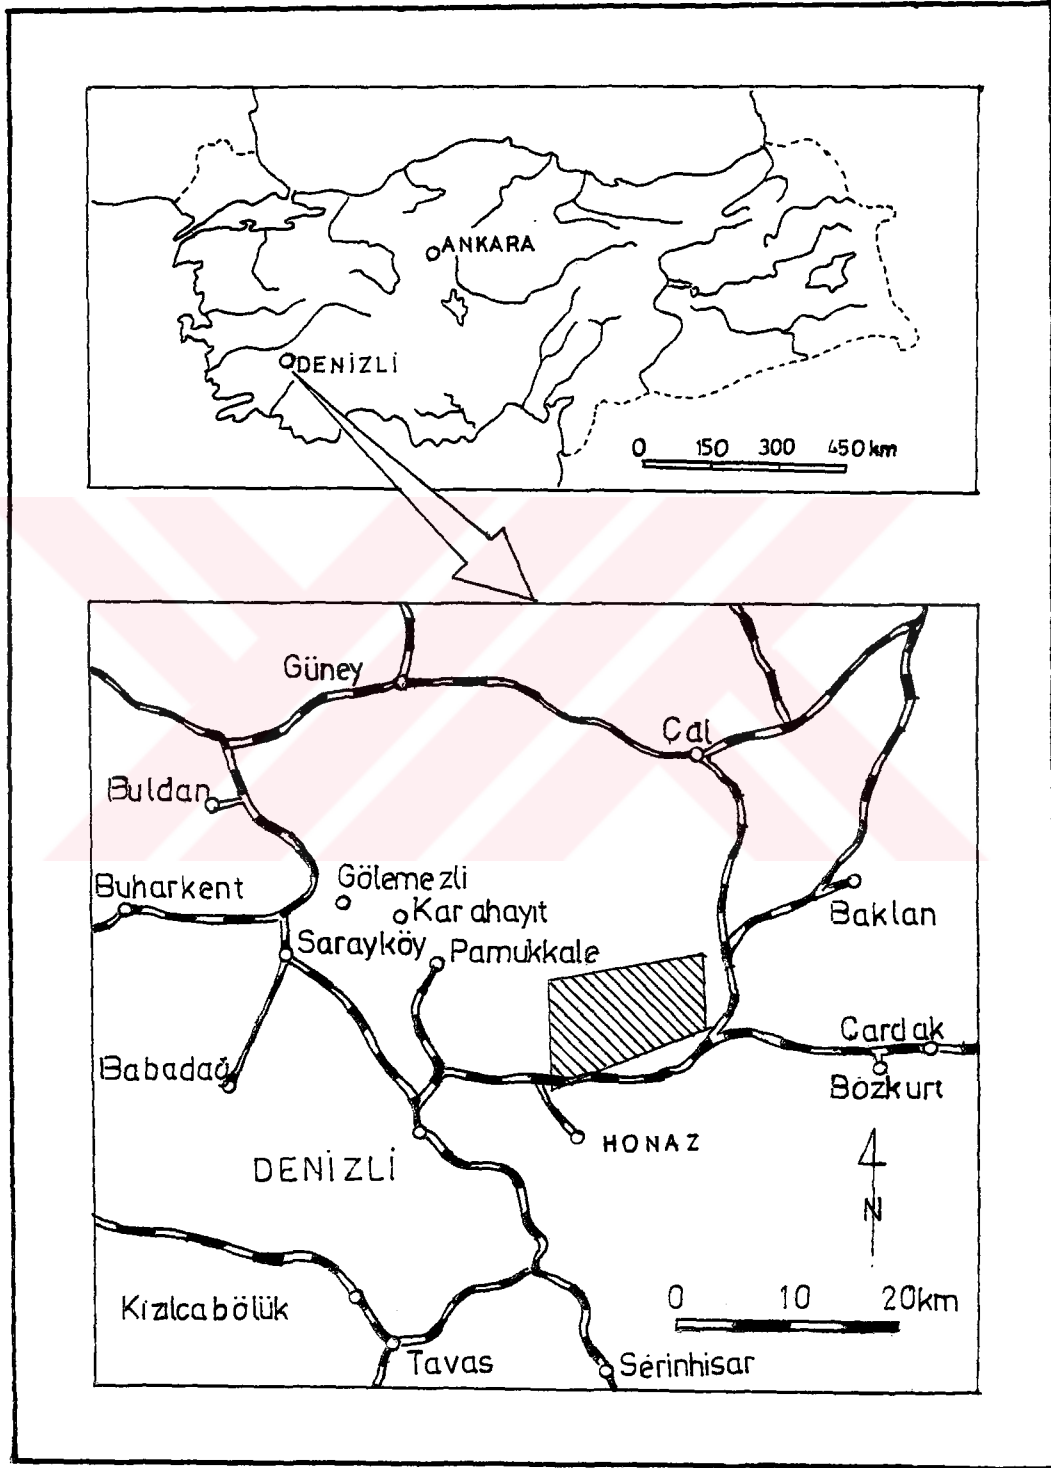 ANKARA
DENİZLİ
0 150 300 450 km
Güney
Çal
Buldan
Gölemezli
Buharkent
Karahayıt
Baklan
Sarayköy
Pamukkale
Çardak
Babadağ
Bozkurt
HONAZ
DENİZLİ
N
0 10 20km
Kızılcabölük
Tavas
Serinhisar